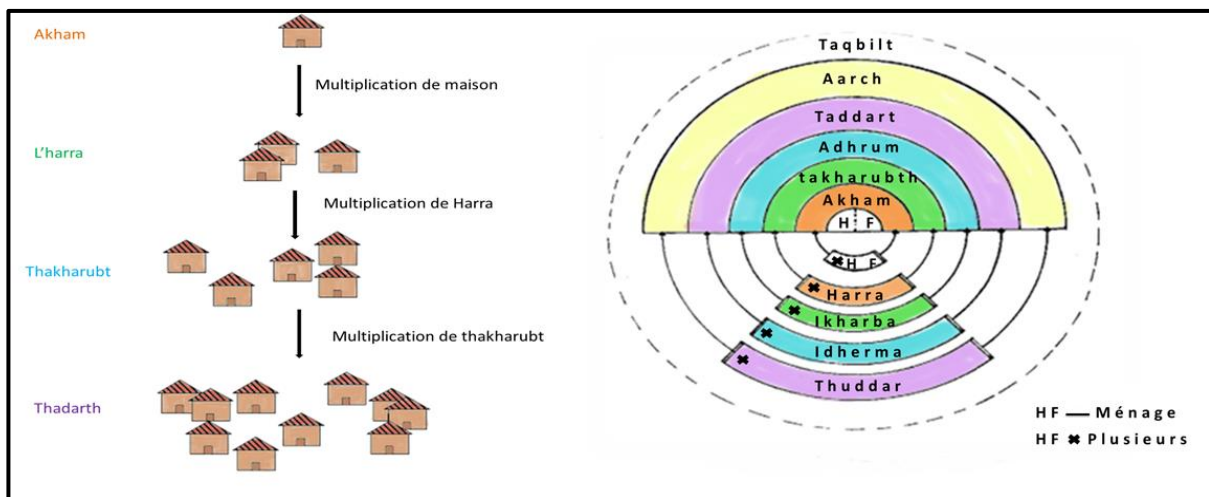 Akham
Multiplication de maison
L'harra
Multiplication de Harra
Thakharubt
Multiplication de thakharubt
Thadarth
Taqbilt
Aarch
Taddart
Adhrum
takharubth
Akham
H F
✖ H F
✖ Harra
✖ Ikharba
✖ Idherma
✖ Thuddar
HF — Ménage
HF ✖ Plusieurs